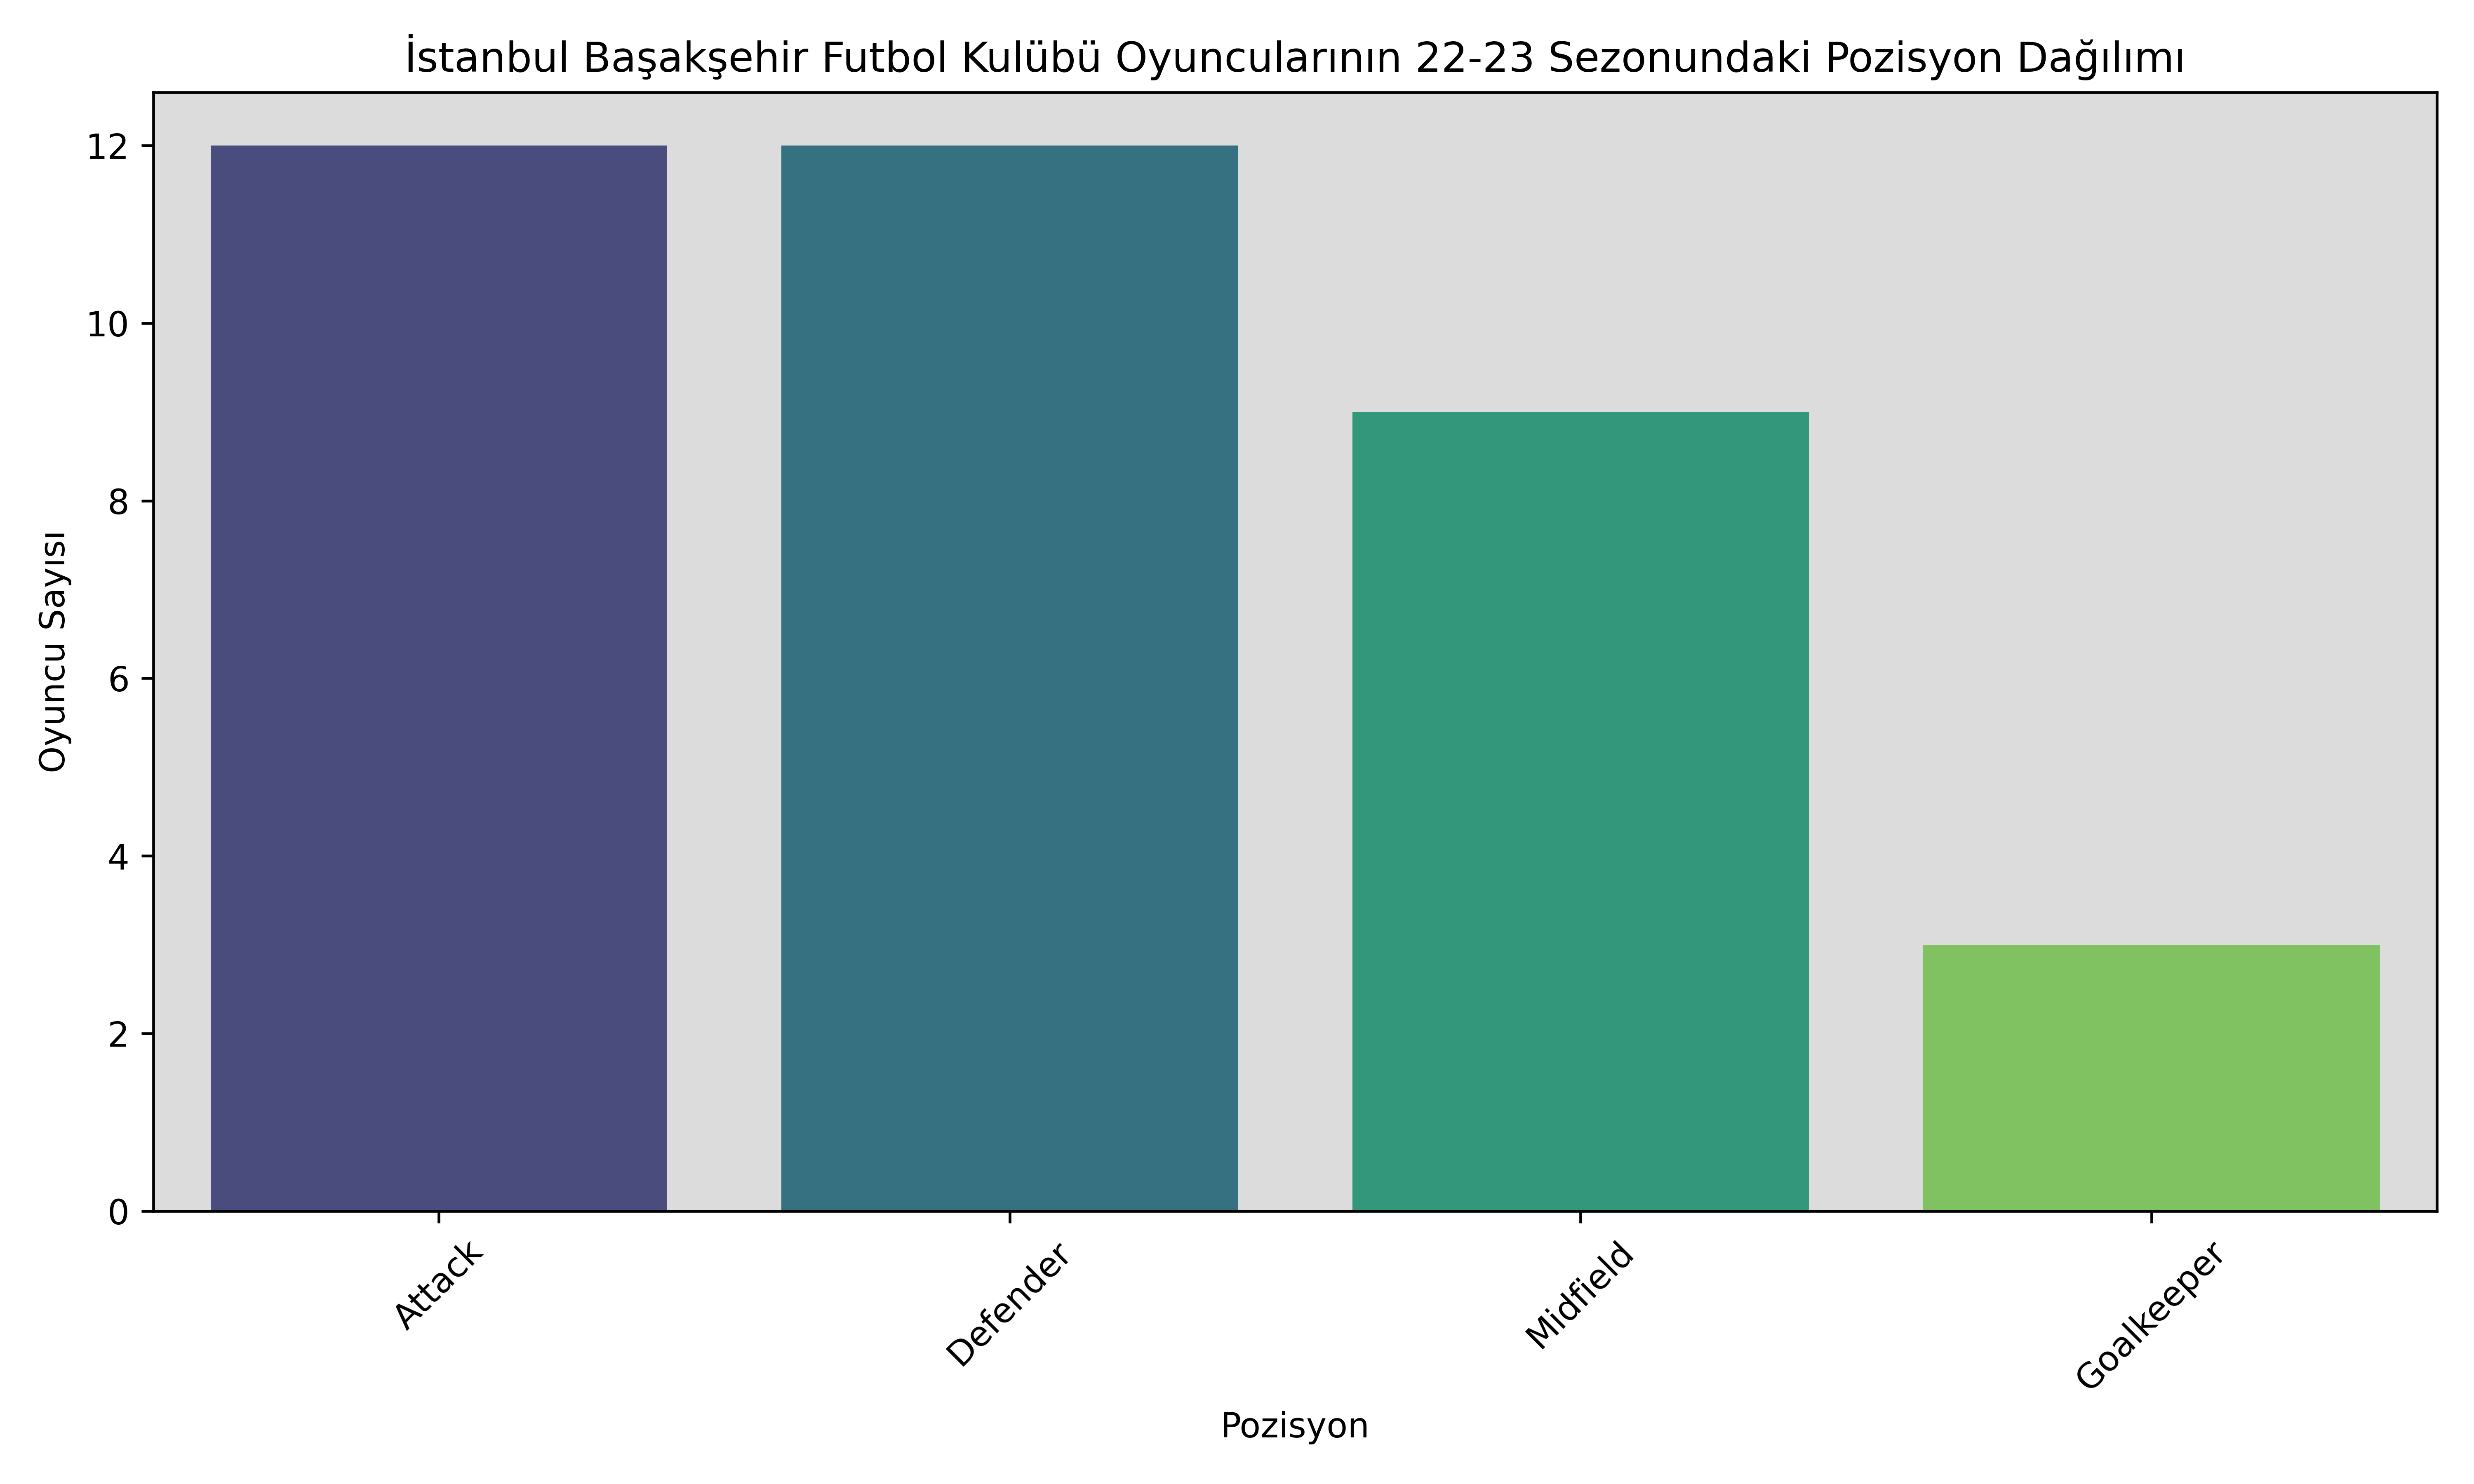 İstanbul Başakşehir Futbol Kulübü Oyuncularının 22-23 Sezonundaki Pozisyon Dağılımı
12
10
8
6
4
2
0
Oyuncu Sayısı
Attack
Defender
Midfield
Goalkeeper
Pozisyon